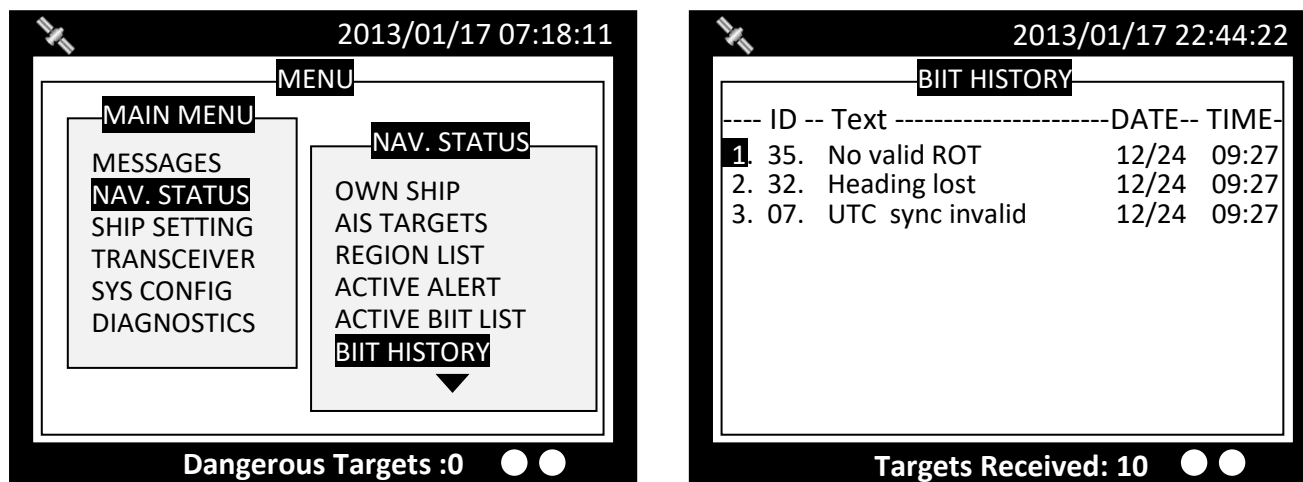 2013/01/17 07:18:11
MENU
MAIN MENU
MESSAGES
NAV. STATUS
SHIP SETTING
TRANSCEIVER
SYS CONFIG
DIAGNOSTICS
NAV. STATUS
OWN SHIP
AIS TARGETS
REGION LIST
ACTIVE ALERT
ACTIVE BIIT LIST
BIIT HISTORY
Dangerous Targets :0
2013/01/17 22:44:22
BIIT HISTORY
---- ID -- Text ----------------------DATE-- TIME-
1. 35. No valid ROT 12/24 09:27
2. 32. Heading lost 12/24 09:27
3. 07. UTC sync invalid 12/24 09:27
Targets Received: 10